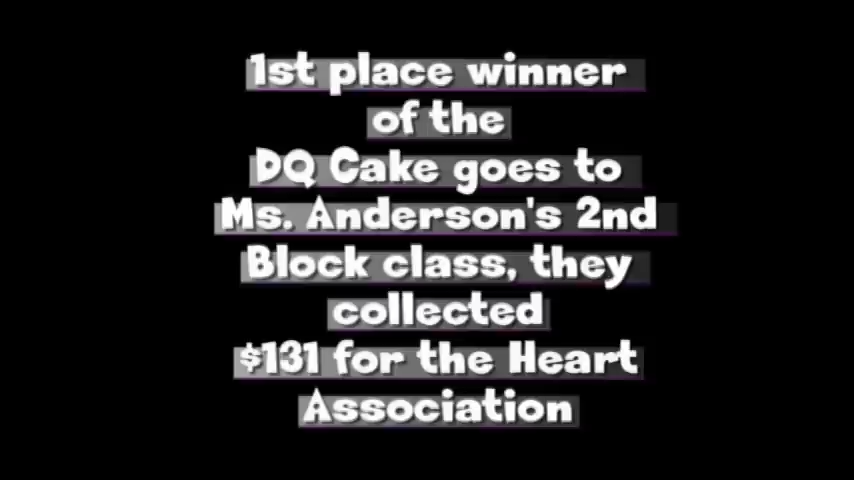 1st place winner
of the
DQ Cake goes to
Ms. Anderson's 2nd
Block class, they
collected
$131 for the Heart
Association